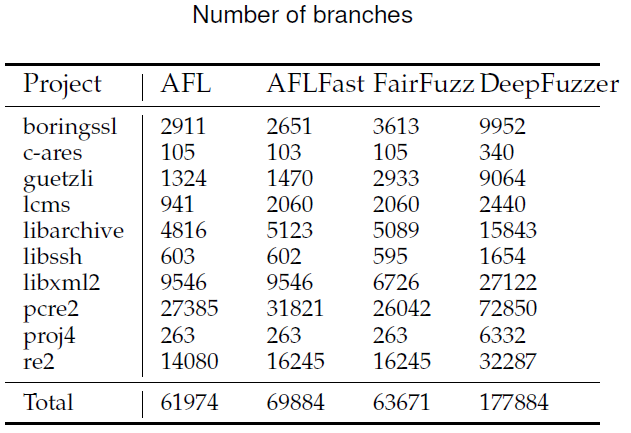 Number of branches
Project AFL AFLFast FairFuzz DeepFuzzer
boringssl 2911 2651 3613 9952
c-ares 105 103 105 340
guetzli 1324 1470 2933 9064
lcms 941 2060 2060 2440
libarchive 4816 5123 5089 15843
libssh 603 602 595 1654
libxml2 9546 9546 6726 27122
pcre2 27385 31821 26042 72850
proj4 263 263 263 6332
re2 14080 16245 16245 32287
Total 61974 69884 63671 177884